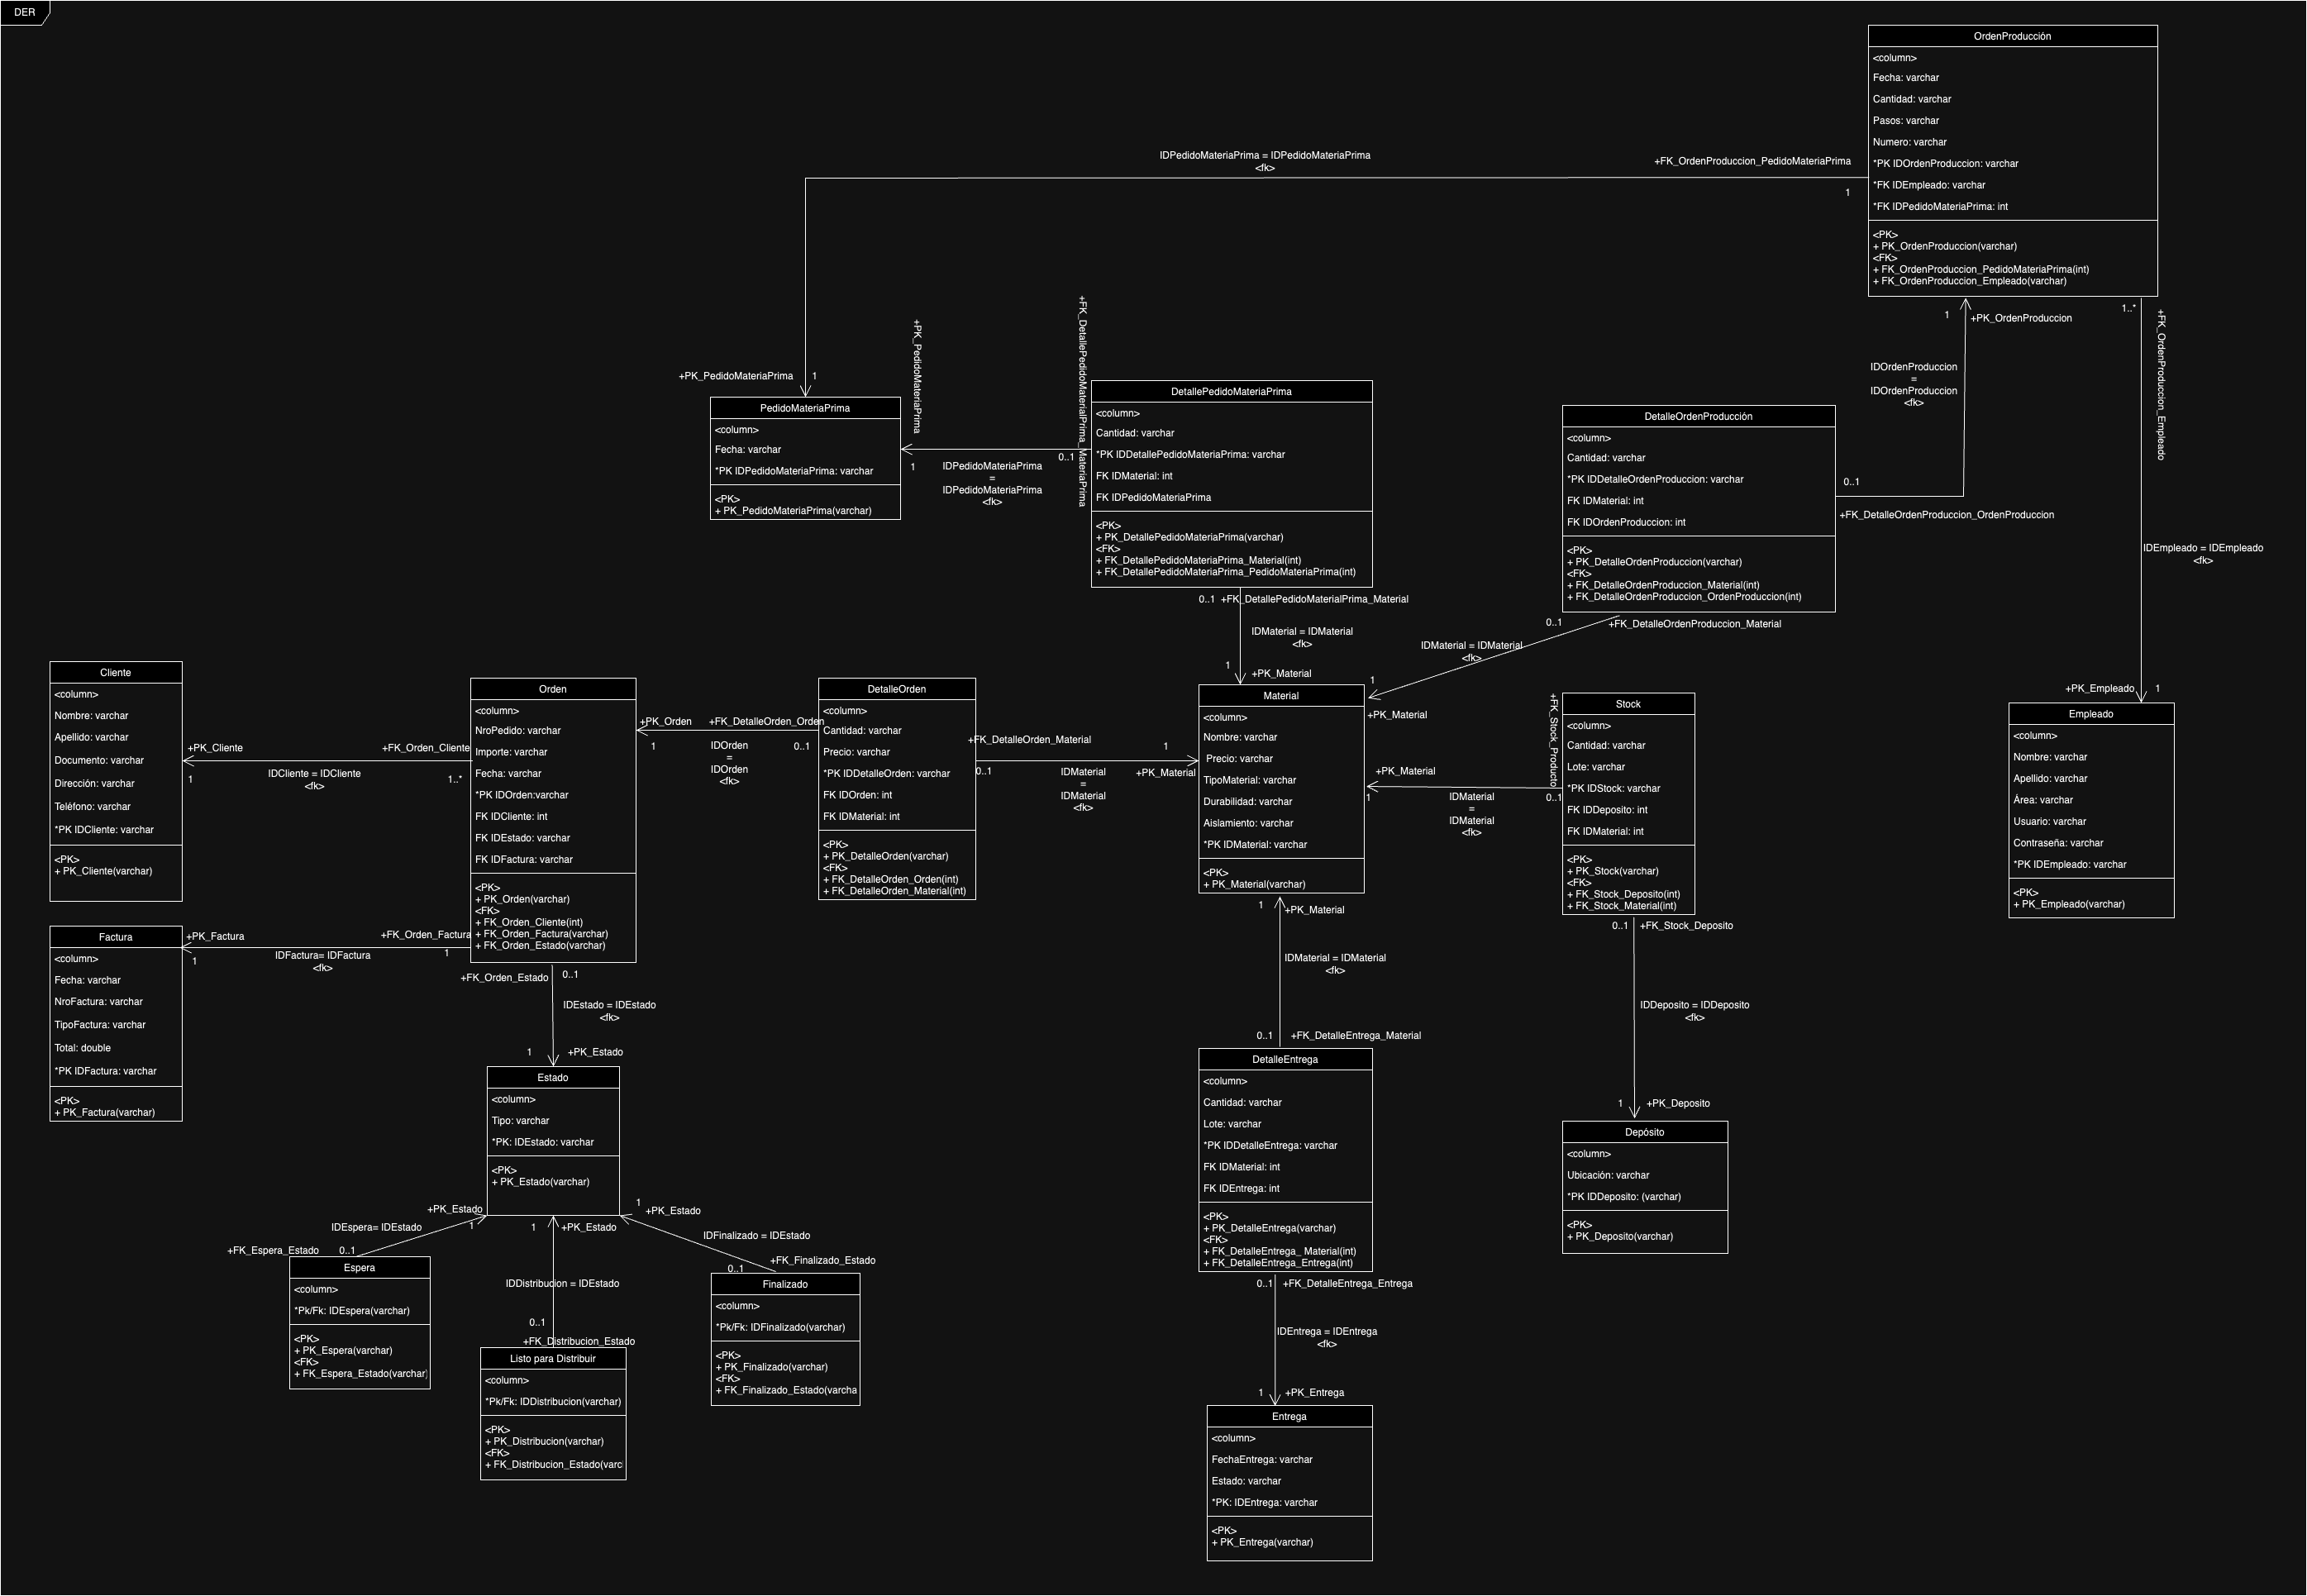 DER
OrdenProducción
<column>
Fecha: varchar
Cantidad: varchar
Pasos: varchar
Numero: varchar
*PK IDOrdenProduccion: varchar
*FK IDEmpleado: varchar
*FK IDPedidoMateriaPrima: int
<PK>
+ PK_OrdenProduccion(varchar)
<FK>
+ FK_OrdenProduccion_PedidoMateriaPrima(int)
+ FK_OrdenProduccion_Empleado(varchar)
IDPedidoMateriaPrima = IDPedidoMateriaPrima
<fk>
+FK_OrdenProduccion_PedidoMateriaPrima
1
+PK_PedidoMateriaPrima
1
1
+PK_OrdenProduccion
1..*
+FK_OrdenProduccion_Empleado
IDOrdenProduccion
=
IDOrdenProduccion
<fk>
PedidoMateriaPrima
<column>
Fecha: varchar
*PK IDPedidoMateriaPrima: varchar
<PK>
+ PK_PedidoMateriaPrima(varchar)
+PK_PedidoMateriaPrima
1
IDPedidoMateriaPrima
=
IDPedidoMateriaPrima
<fk>
+FK_DetallePedidoMaterialPrima_MateriaPrima
0..1
DetallePedidoMateriaPrima
<column>
Cantidad: varchar
*PK IDDetallePedidoMateriaPrima: varchar
FK IDMaterial: int
FK IDPedidoMateriaPrima
<PK>
+ PK_DetallePedidoMateriaPrima(varchar)
<FK>
+ FK_DetallePedidoMateriaPrima_Material(int)
+ FK_DetallePedidoMateriaPrima_PedidoMateriaPrima(int)
DetalleOrdenProducción
<column>
Cantidad: varchar
*PK IDDetalleOrdenProduccion: varchar
FK IDMaterial: int
FK IDOrdenProduccion: int
<PK>
+ PK_DetalleOrdenProduccion(varchar)
<FK>
+ FK_DetalleOrdenProduccion_Material(int)
+ FK_DetalleOrdenProduccion_OrdenProduccion(int)
0..1
+FK_DetalleOrdenProduccion_OrdenProduccion
IDEmpleado = IDEmpleado
<fk>
0..1
+FK_DetallePedidoMaterialPrima_Material
IDMaterial = IDMaterial
<fk>
1
+PK_Material
0..1
+FK_DetalleOrdenProduccion_Material
IDMaterial = IDMaterial
<fk>
1
+PK_Material
+PK_Empleado
1
Cliente
<column>
Nombre: varchar
Apellido: varchar
Documento: varchar
Dirección: varchar
Teléfono: varchar
*PK IDCliente: varchar
<PK>
+ PK_Cliente(varchar)
+PK_Cliente
1
IDCliente = IDCliente
<fk>
+FK_Orden_Cliente
1..*
Orden
<column>
NroPedido: varchar
Importe: varchar
Fecha: varchar
*PK IDOrden:varchar
FK IDCliente: int
FK IDEstado: varchar
FK IDFactura: varchar
<PK>
+ PK_Orden(varchar)
<FK>
+ FK_Orden_Cliente(int)
+ FK_Orden_Factura(varchar)
+ FK_Orden_Estado(varchar)
+PK_Orden
1
IDOrden
=
IDOrden
<fk>
+FK_DetalleOrden_Orden
0..1
DetalleOrden
<column>
Cantidad: varchar
Precio: varchar
*PK IDDetalleOrden: varchar
FK IDOrden: int
FK IDMaterial: int
<PK>
+ PK_DetalleOrden(varchar)
<FK>
+ FK_DetalleOrden_Orden(int)
+ FK_DetalleOrden_Material(int)
+FK_DetalleOrden_Material
0..1
IDMaterial
=
IDMaterial
<fk>
1
+PK_Material
Material
<column>
Nombre: varchar
Precio: varchar
TipoMaterial: varchar
Durabilidad: varchar
Aislamiento: varchar
*PK IDMaterial: varchar
<PK>
+ PK_Material(varchar)
+PK_Material
1
IDMaterial
=
IDMaterial
<fk>
+FK_Stock_Producto
0..1
Stock
<column>
Cantidad: varchar
Lote: varchar
*PK IDStock: varchar
FK IDDeposito: int
FK IDMaterial: int
<PK>
+ PK_Stock(varchar)
<FK>
+ FK_Stock_Deposito(int)
+ FK_Stock_Material(int)
Empleado
<column>
Nombre: varchar
Apellido: varchar
Área: varchar
Usuario: varchar
Contraseña: varchar
*PK IDEmpleado: varchar
<PK>
+ PK_Empleado(varchar)
Factura
<column>
Fecha: varchar
NroFactura: varchar
TipoFactura: varchar
Total: double
*PK IDFactura: varchar
<PK>
+ PK_Factura(varchar)
+PK_Factura
1
IDFactura= IDFactura
<fk>
+FK_Orden_Factura
1
+FK_Orden_Estado
0..1
IDEstado = IDEstado
<fk>
1
+PK_Estado
1
+PK_Material
IDMaterial = IDMaterial
<fk>
0..1
+FK_DetalleEntrega_Material
0..1
+FK_Stock_Deposito
IDDeposito = IDDeposito
<fk>
1
+PK_Deposito
Estado
<column>
Tipo: varchar
*PK: IDEstado: varchar
<PK>
+ PK_Estado(varchar)
DetalleEntrega
<column>
Cantidad: varchar
Lote: varchar
*PK IDDetalleEntrega: varchar
FK IDMaterial: int
FK IDEntrega: int
<PK>
+ PK_DetalleEntrega(varchar)
<FK>
+ FK_DetalleEntrega_ Material(int)
+ FK_DetalleEntrega_Entrega(int)
Depósito
<column>
Ubicación: varchar
*PK IDDeposito: (varchar)
<PK>
+ PK_Deposito(varchar)
+PK_Estado
1
IDEspera= IDEstado
+FK_Espera_Estado
0..1
1
+PK_Estado
IDDistribucion = IDEstado
0..1
+FK_Distribucion_Estado
1
+PK_Estado
IDFinalizado = IDEstado
+FK_Finalizado_Estado
0..1
Espera
<column>
*Pk/Fk: IDEspera(varchar)
<PK>
+ PK_Espera(varchar)
<FK>
+ FK_Espera_Estado(varchar)
Listo para Distribuir
<column>
*Pk/Fk: IDDistribucion(varchar)
<PK>
+ PK_Distribucion(varchar)
<FK>
+ FK_Distribucion_Estado(varc
Finalizado
<column>
*Pk/Fk: IDFinalizado(varchar)
<PK>
+ PK_Finalizado(varchar)
<FK>
+ FK_Finalizado_Estado(varcha
0..1
+FK_DetalleEntrega_Entrega
IDEntrega = IDEntrega
<fk>
1
+PK_Entrega
Entrega
<column>
FechaEntrega: varchar
Estado: varchar
*PK: IDEntrega: varchar
<PK>
+ PK_Entrega(varchar)